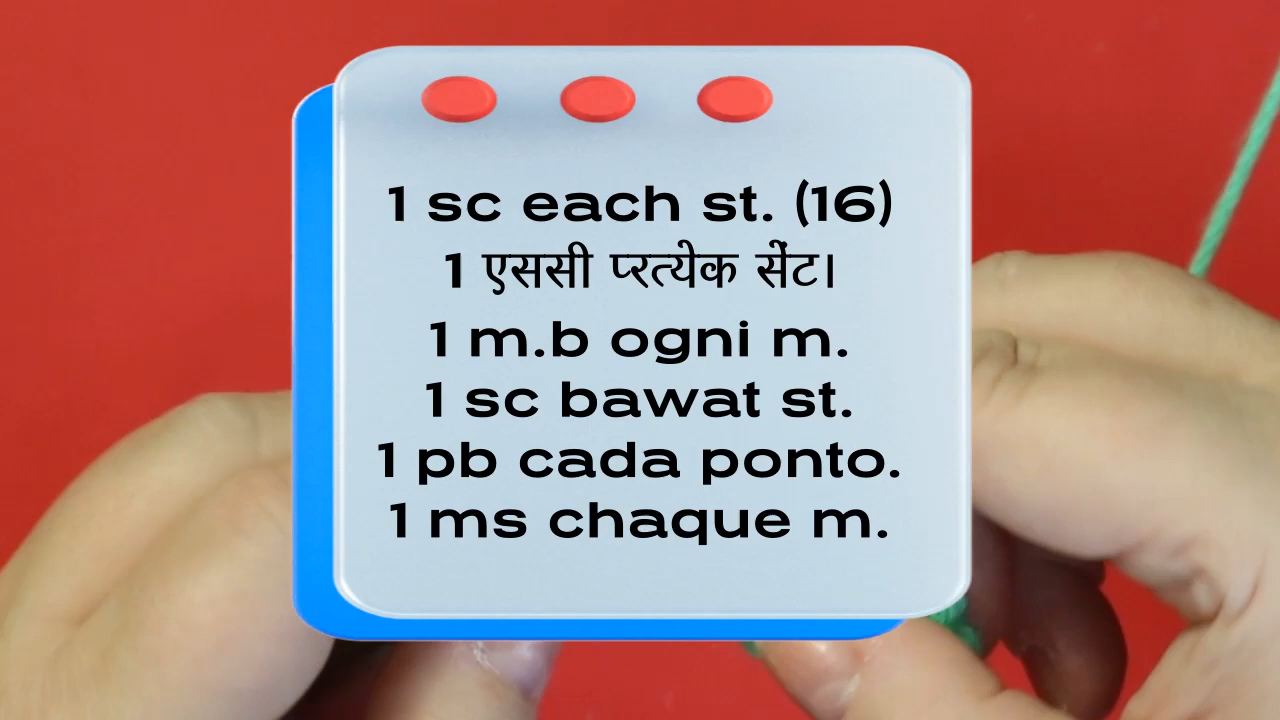 1 sc each st. (16)
1 एससी प्रत्येक सेंट।
1 m.b ogni m.
1 sc bawat st.
1 pb cada ponto.
1 ms chaque m.